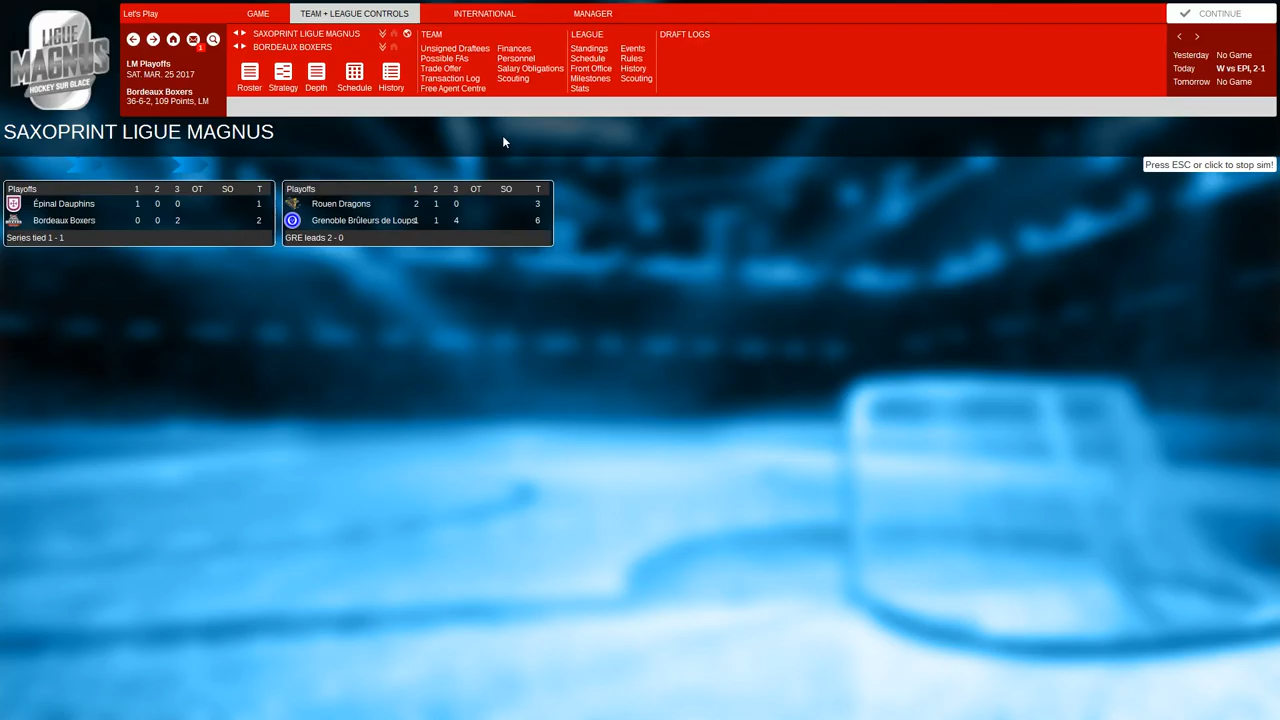 LIGUE
MAGNUS
HOCKEY SUR GLACE
Let's Play
GAME
TEAM + LEAGUE CONTROLS
INTERNATIONAL
MANAGER
CONTINUE
1
LM Playoffs
SAT. MAR. 25 2017
Bordeaux Boxers
36-6-2, 109 Points, LM
SAXOPRINT LIGUE MAGNUS
BORDEAUX BOXERS
Roster
Strategy
Depth
Schedule
History
TEAM
Unsigned Draftees Finances
Possible FAs Personnel
Trade Offer Salary Obligations
Transaction Log Scouting
Free Agent Centre
LEAGUE
Standings Events
Schedule Rules
Front Office History
Milestones Scouting
Stats
DRAFT LOGS
Yesterday No Game
Today W vs EPI, 2-1
Tomorrow No Game
SAXOPRINT LIGUE MAGNUS
Press ESC or click to stop sim!
Playoffs 1 2 3 OT SO T
Épinal Dauphins 1 0 0 1
Bordeaux Boxers 0 0 2 2
Series tied 1 - 1
Playoffs 1 2 3 OT SO T
Rouen Dragons 2 1 0 3
Grenoble Brûleurs de Loups 1 1 4 6
GRE leads 2 - 0